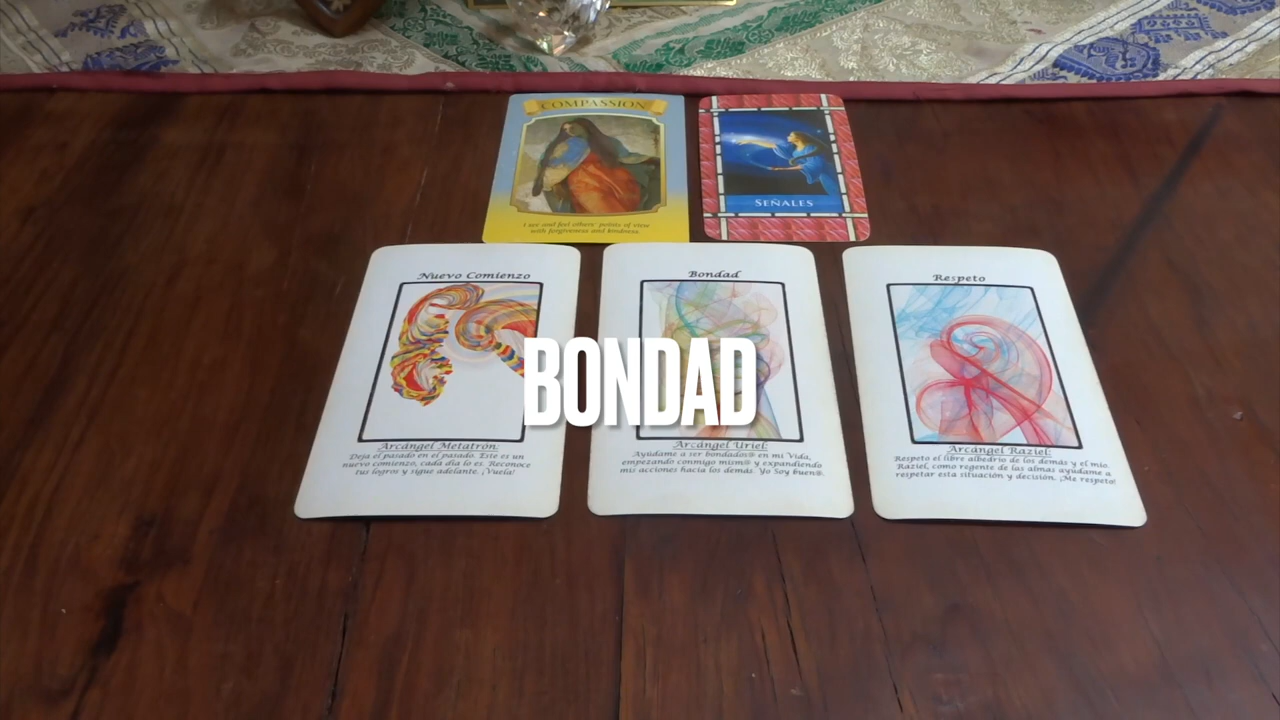 COMPASSION
I see and feel others' points of view
with forgiveness and kindness.
SEÑALES
Nuevo Comienzo
Arcángel Metatrón:
Deja el pasado en el pasado. Este es un
nuevo comienzo, cada día lo es. Reconoce
tus logros y sigue adelante. ¡Vuela!
Bondad
BONDAD
Arcángel Uriel:
Ayúdame a ser bondados@ en mi Vida,
empezando conmigo mism@ y expandiendo
mis acciones hacia los demás. Yo Soy buen@.
Respeto
Arcángel Raziel:
Respeto el libre albedrío de los demás y el mío.
Raziel, como regente de las almas ayúdame a
respetar esta situación y decisión. ¡Me respeto!